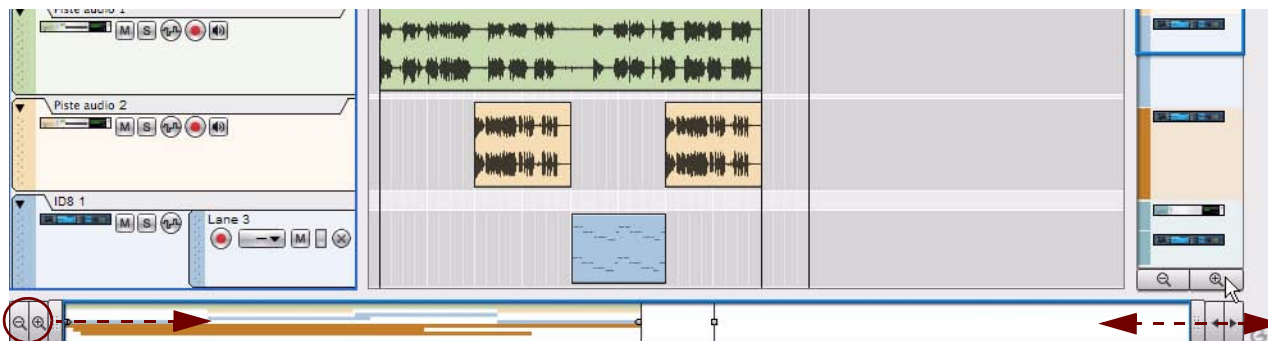 Piste audio 1
M S
Piste audio 2
M S
ID8 1
M S
Lane 3
M